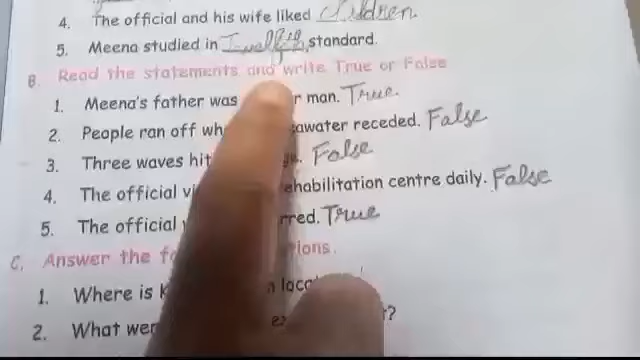 4. The official and his wife liked children.
5. Meena studied in Twelfth standard.
B. Read the statements and write True or False
1. Meena's father was r man. True.
2. People ran off wh awater receded. False
3. Three waves hit False
4. The official vi ehabilitation centre daily. False
5. The official rred. True
C. Answer the fo ions.
1. Where is K loca
2. What wer ?